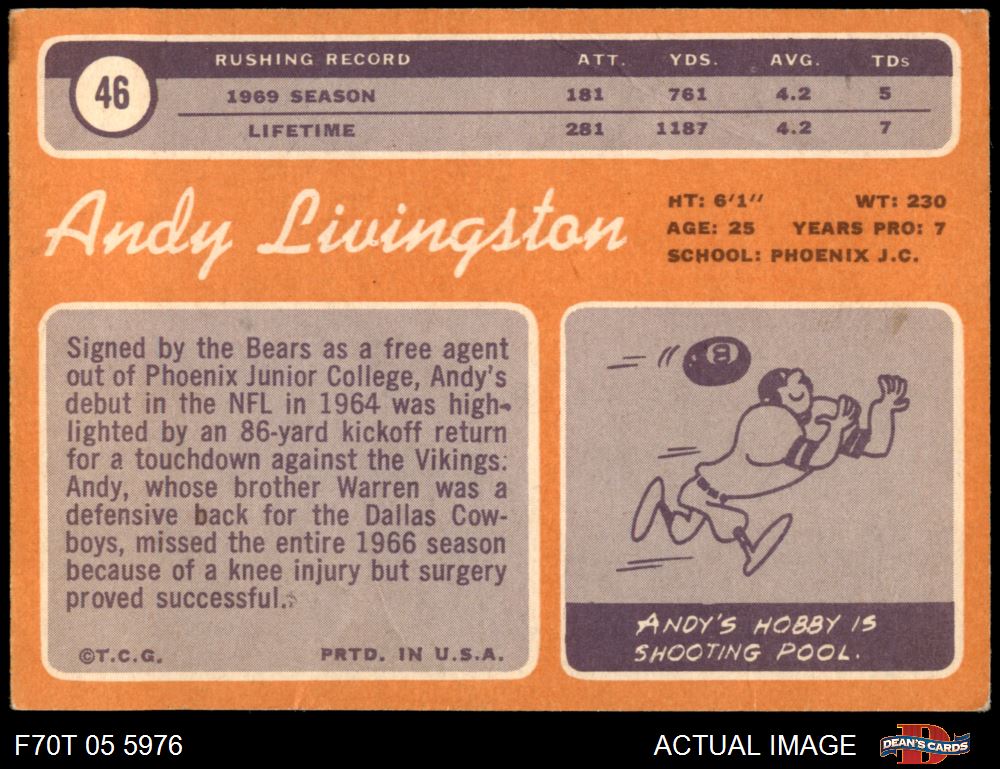 46
RUSHING RECORD ATT. YDS. AVG. TDs
1969 SEASON 181 761 4.2 5
LIFETIME 281 1187 4.2 7
Andy Livingston
HT: 6'1" WT: 230
AGE: 25 YEARS PRO: 7
SCHOOL: PHOENIX J.C.
Signed by the Bears as a free agent
out of Phoenix Junior College, Andy's
debut in the NFL in 1964 was high-
lighted by an 86-yard kickoff return
for a touchdown against the Vikings.
Andy, whose brother Warren was a
defensive back for the Dallas Cow-
boys, missed the entire 1966 season
because of a knee injury but surgery
proved successful.
©T.C.G. PRTD. IN U.S.A.
8
ANDY'S HOBBY IS
SHOOTING POOL.
F70T 05 5976
ACTUAL IMAGE
D
DEAN'S CARDS